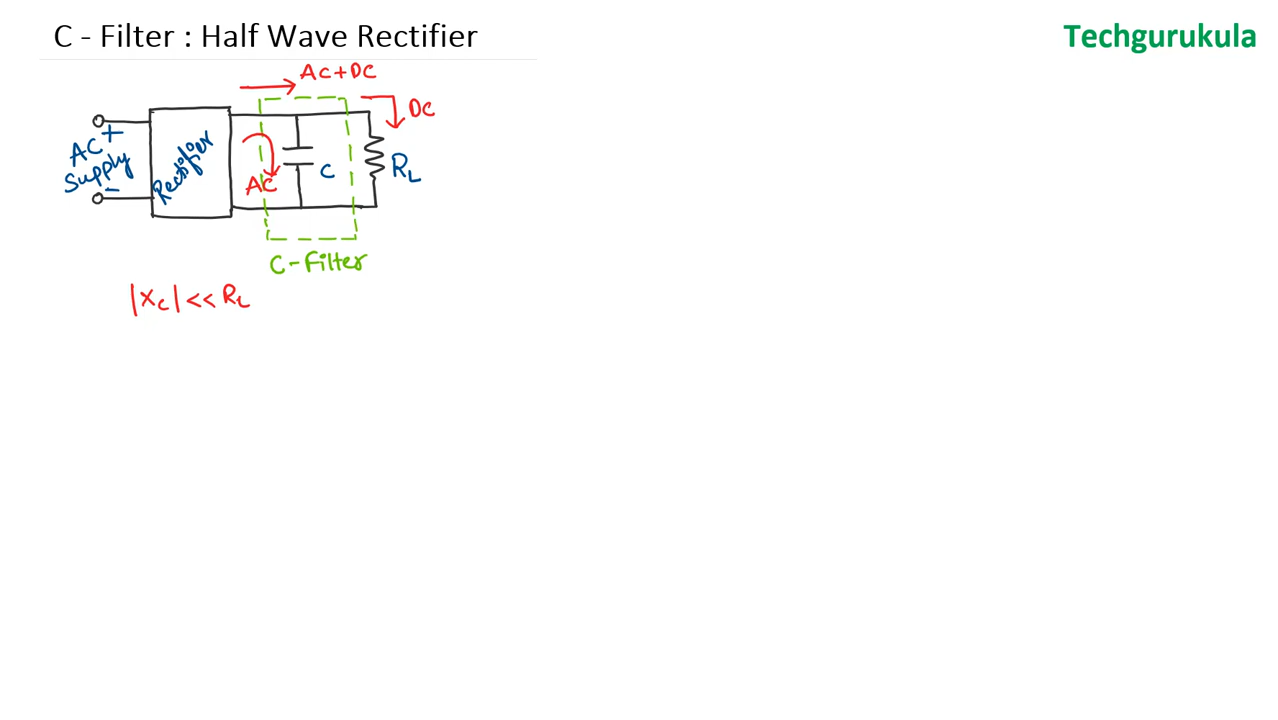 C - Filter : Half Wave Rectifier
Techgurukula
AC+DC
DC
AC
Supply
+
-
Rectifier
AC
C
RL
C-Filter
|Xc| << RL